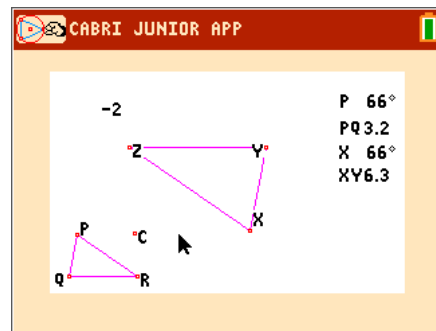 CABRI JUNIOR APP
-2
P 66°
PQ3.2
X 66°
XY6.3
Z
Y
X
P
C
Q
R